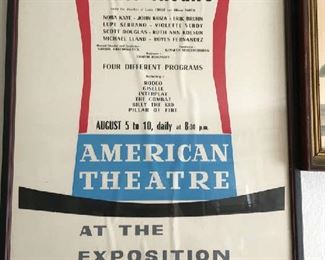 NORA KAYE - JOHN KRIZA - ERIK BRUHN
LUPE SERRANO - VIOLETTE VERDY
SCOTT DOUGLAS - RUTH ANN KOESUN
MICHAEL LLAND - ROYES FERNANDEZ
FOUR DIFFERENT PROGRAMS
including:
RODEO
GISELLE
INTERPLAY
THE COMBAT
BILLY THE KID
PILLAR OF FIRE
AUGUST 5 to 10, daily at 8:30 p.m.
AMERICAN
THEATRE
AT THE
EXPOSITION